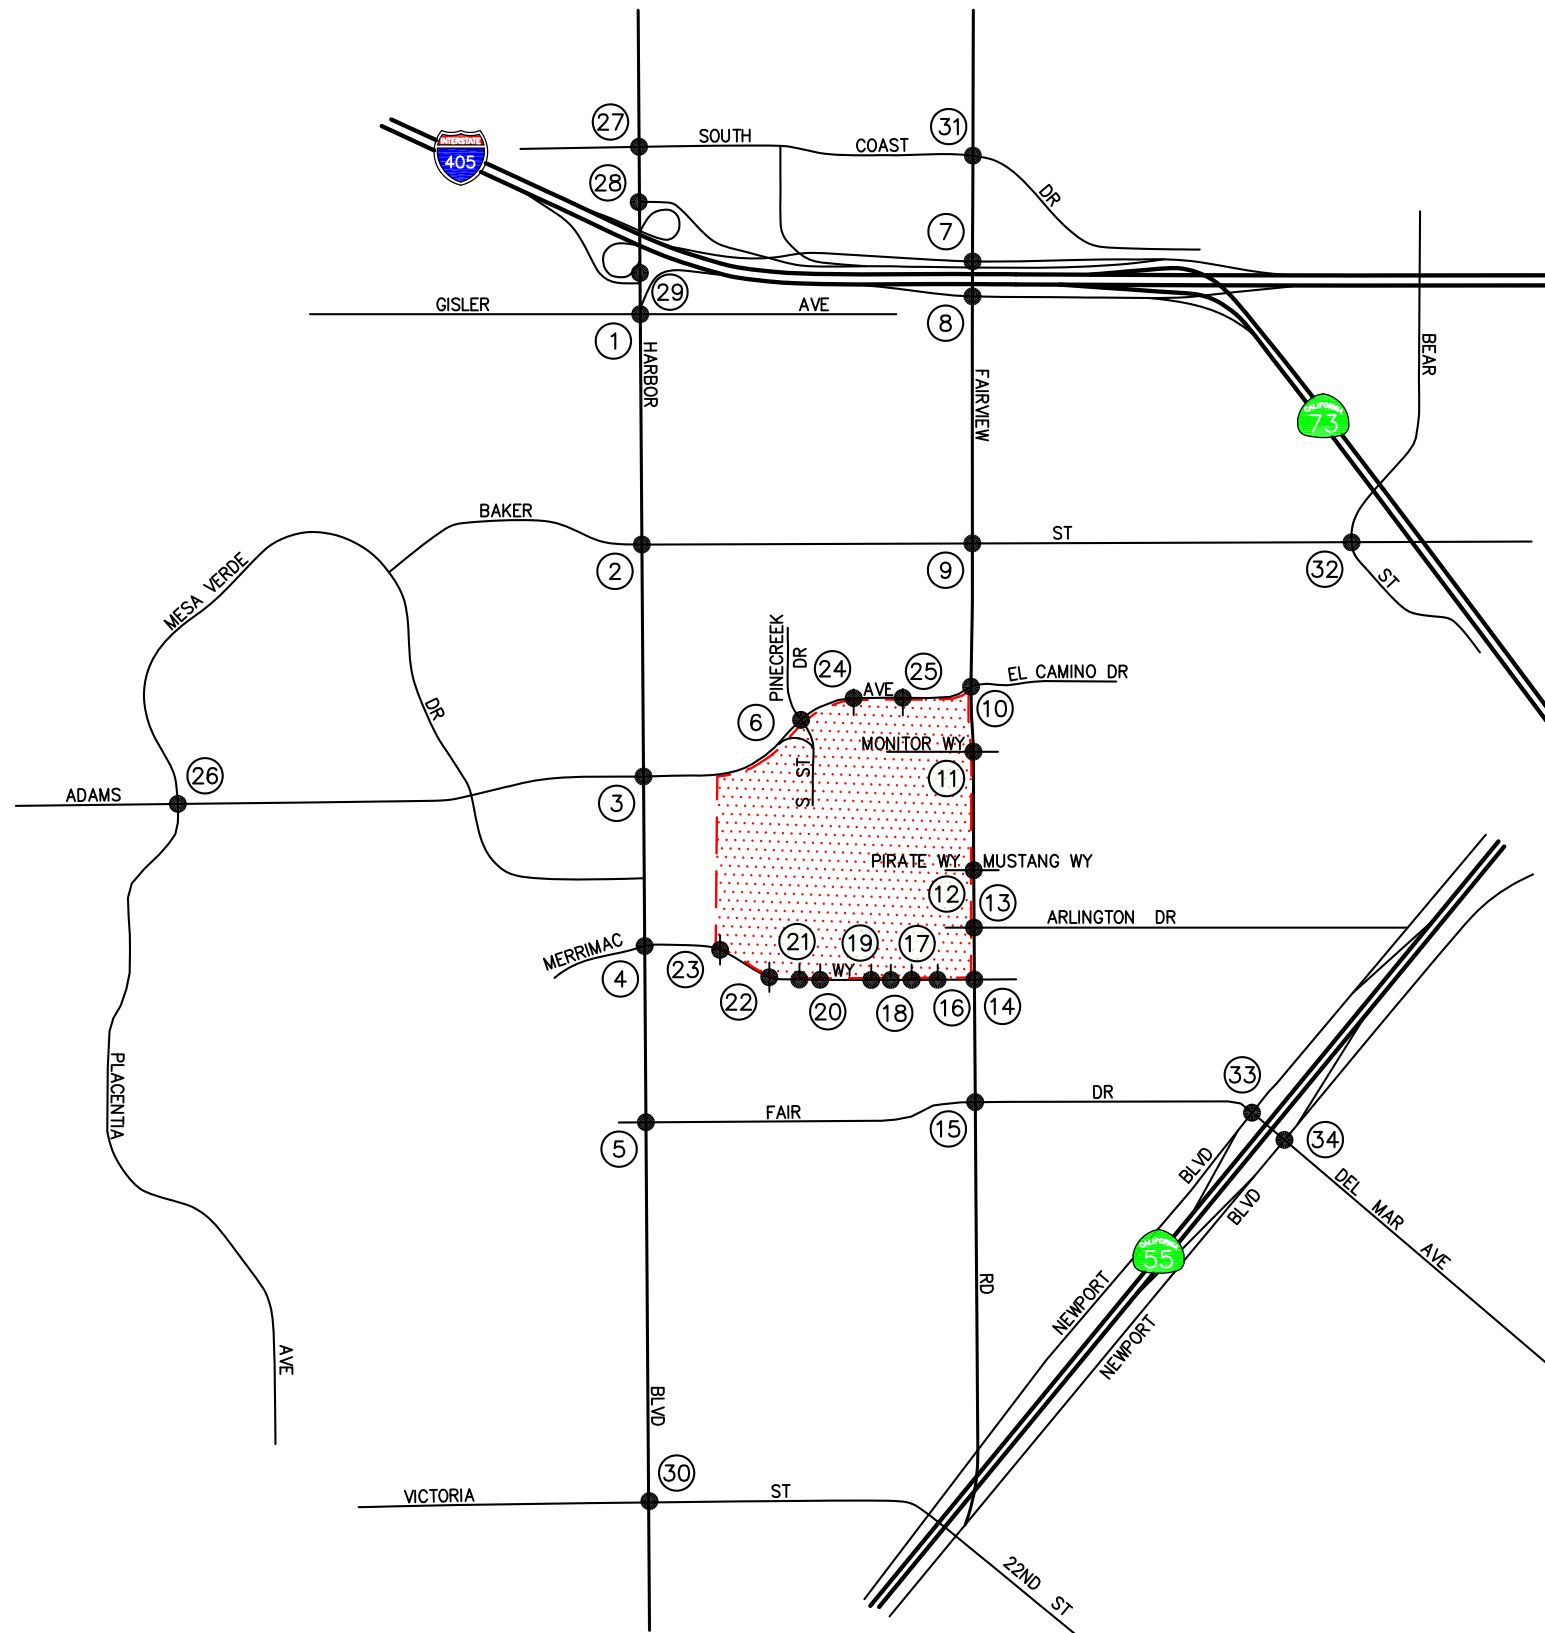 27
SOUTH
COAST
31
DR
INTERSTATE
405
28
7
29
8
GISLER
AVE
1
HARBOR
FAIRVIEW
BEAR
CALIFORNIA
73
BAKER
ST
2
9
32
ST
MESA VERDE
DR
PINECREEK
DR
24
AVE
25
EL CAMINO DR
6
10
MONITOR WY
S ST
11
26
ADAMS
3
PIRATE WY
MUSTANG WY
12
13
ARLINGTON DR
MERRIMAC
4
23
21
19
17
WY
22
20
18
16
14
PLACENTIA
AVE
33
DR
FAIR
5
15
34
BLVD
BLVD
DEL MAR AVE
CALIFORNIA
55
NEWPORT
NEWPORT
RD
BLVD
30
VICTORIA
ST
22ND ST